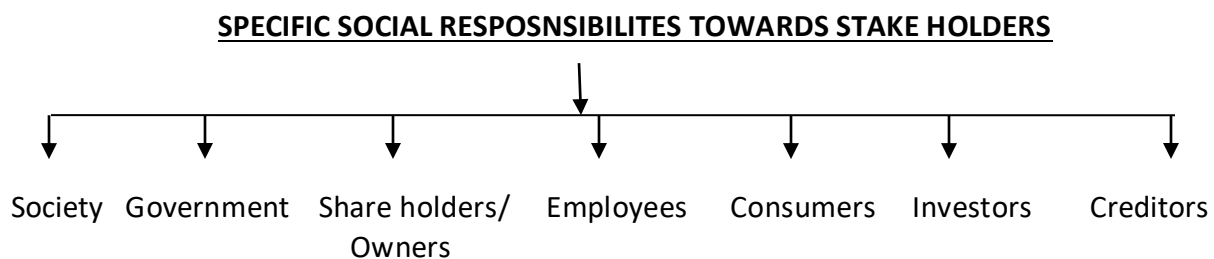 SPECIFIC SOCIAL RESPOSNSIBILITES TOWARDS STAKE HOLDERS
Society Government Share holders/ Employees Consumers Investors Creditors
Owners